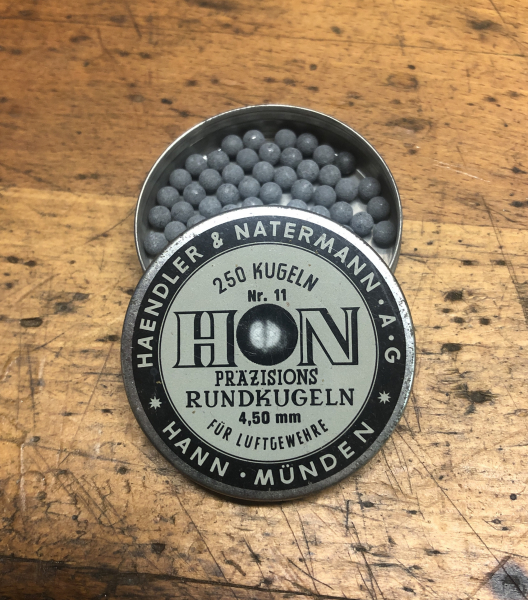 HAENDLER & NATERMANN · A · G
250 KUGELN
Nr. 11
HON
PRÄZISIONS
RUNDKUGELN
4,50 mm
FÜR LUFTGEWEHRE
HANN · MÜNDEN